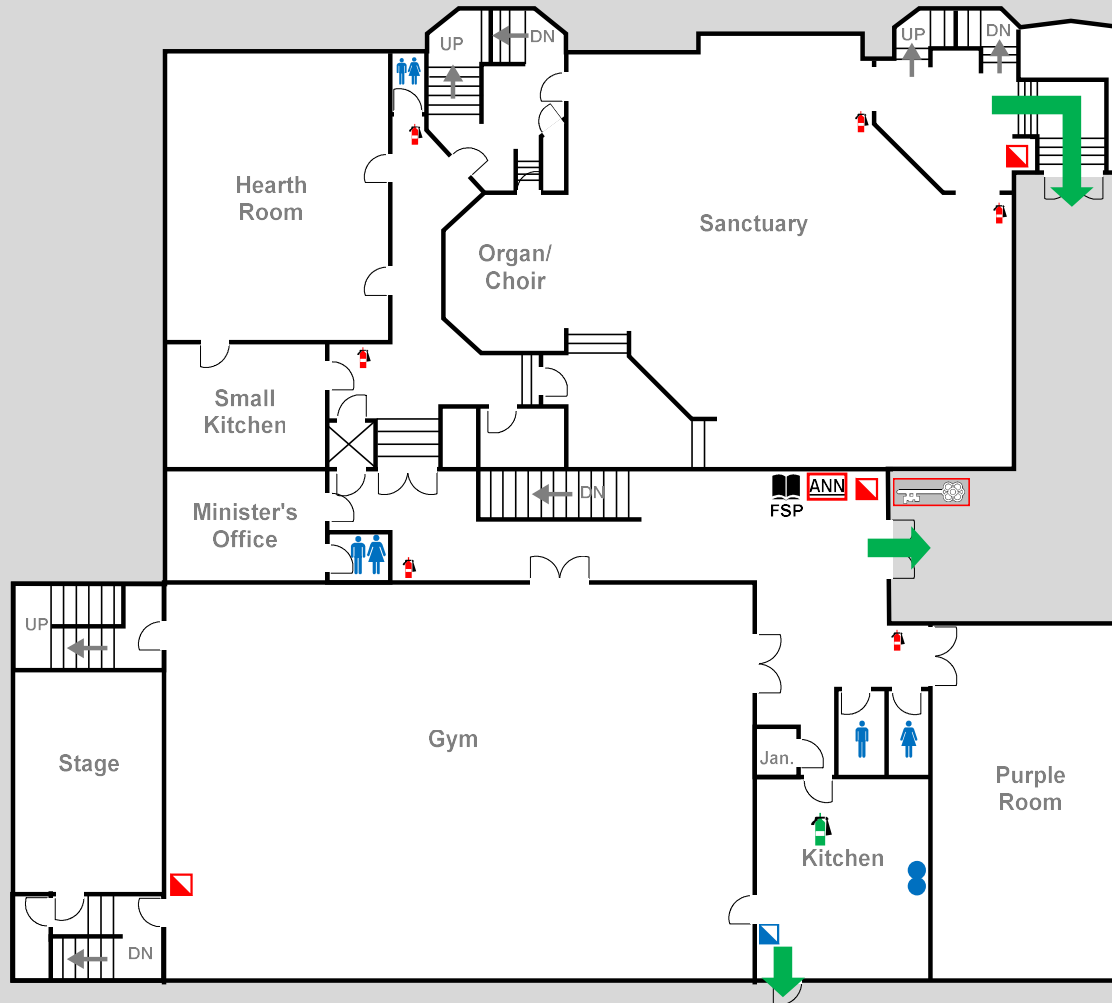 UP
DN
UP
DN
Hearth
Room
Sanctuary
Organ/
Choir
Small
Kitchen
DN
ANN
FSP
Minister's
Office
UP
Gym
Stage
Jan.
Purple
Room
Kitchen
DN